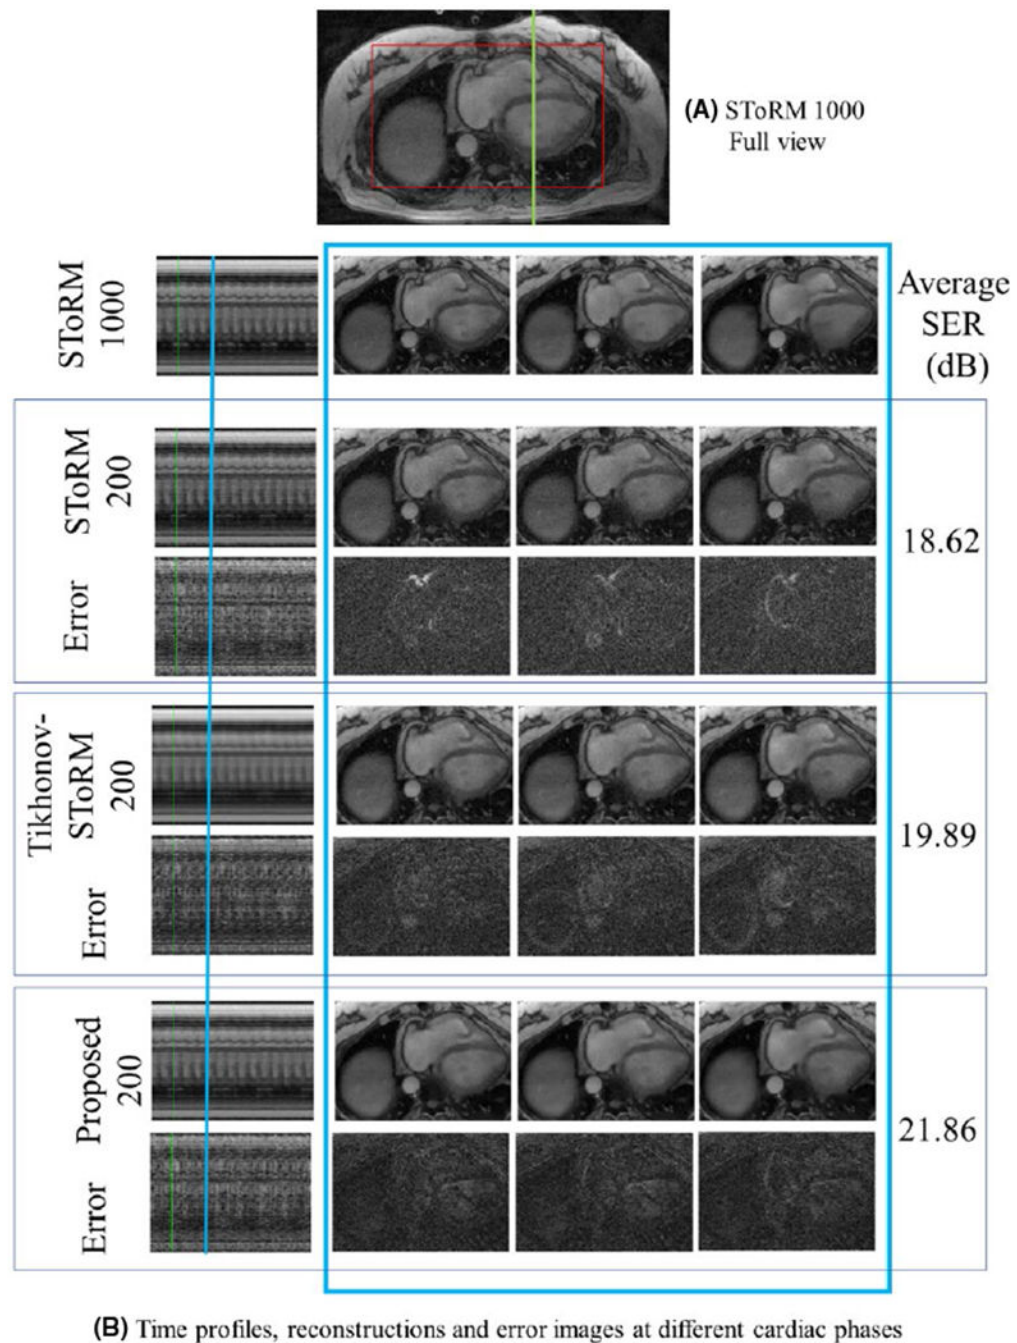 (A) SToRM 1000
Full view
SToRM
1000
Average
SER
(dB)
SToRM
200
Error
18.62
Tikhonov-
SToRM
200
Error
19.89
Proposed
200
Error
21.86
(B) Time profiles, reconstructions and error images at different cardiac phases